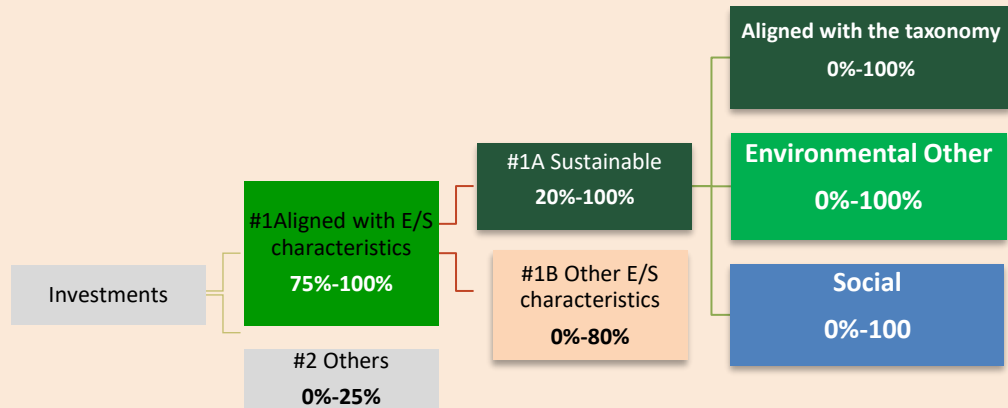 Investments
#1Aligned with E/S
characteristics
75%-100%
#2 Others
0%-25%
#1A Sustainable
20%-100%
#1B Other E/S
characteristics
0%-80%
Aligned with the taxonomy
0%-100%
Environmental Other
0%-100%
Social
0%-100